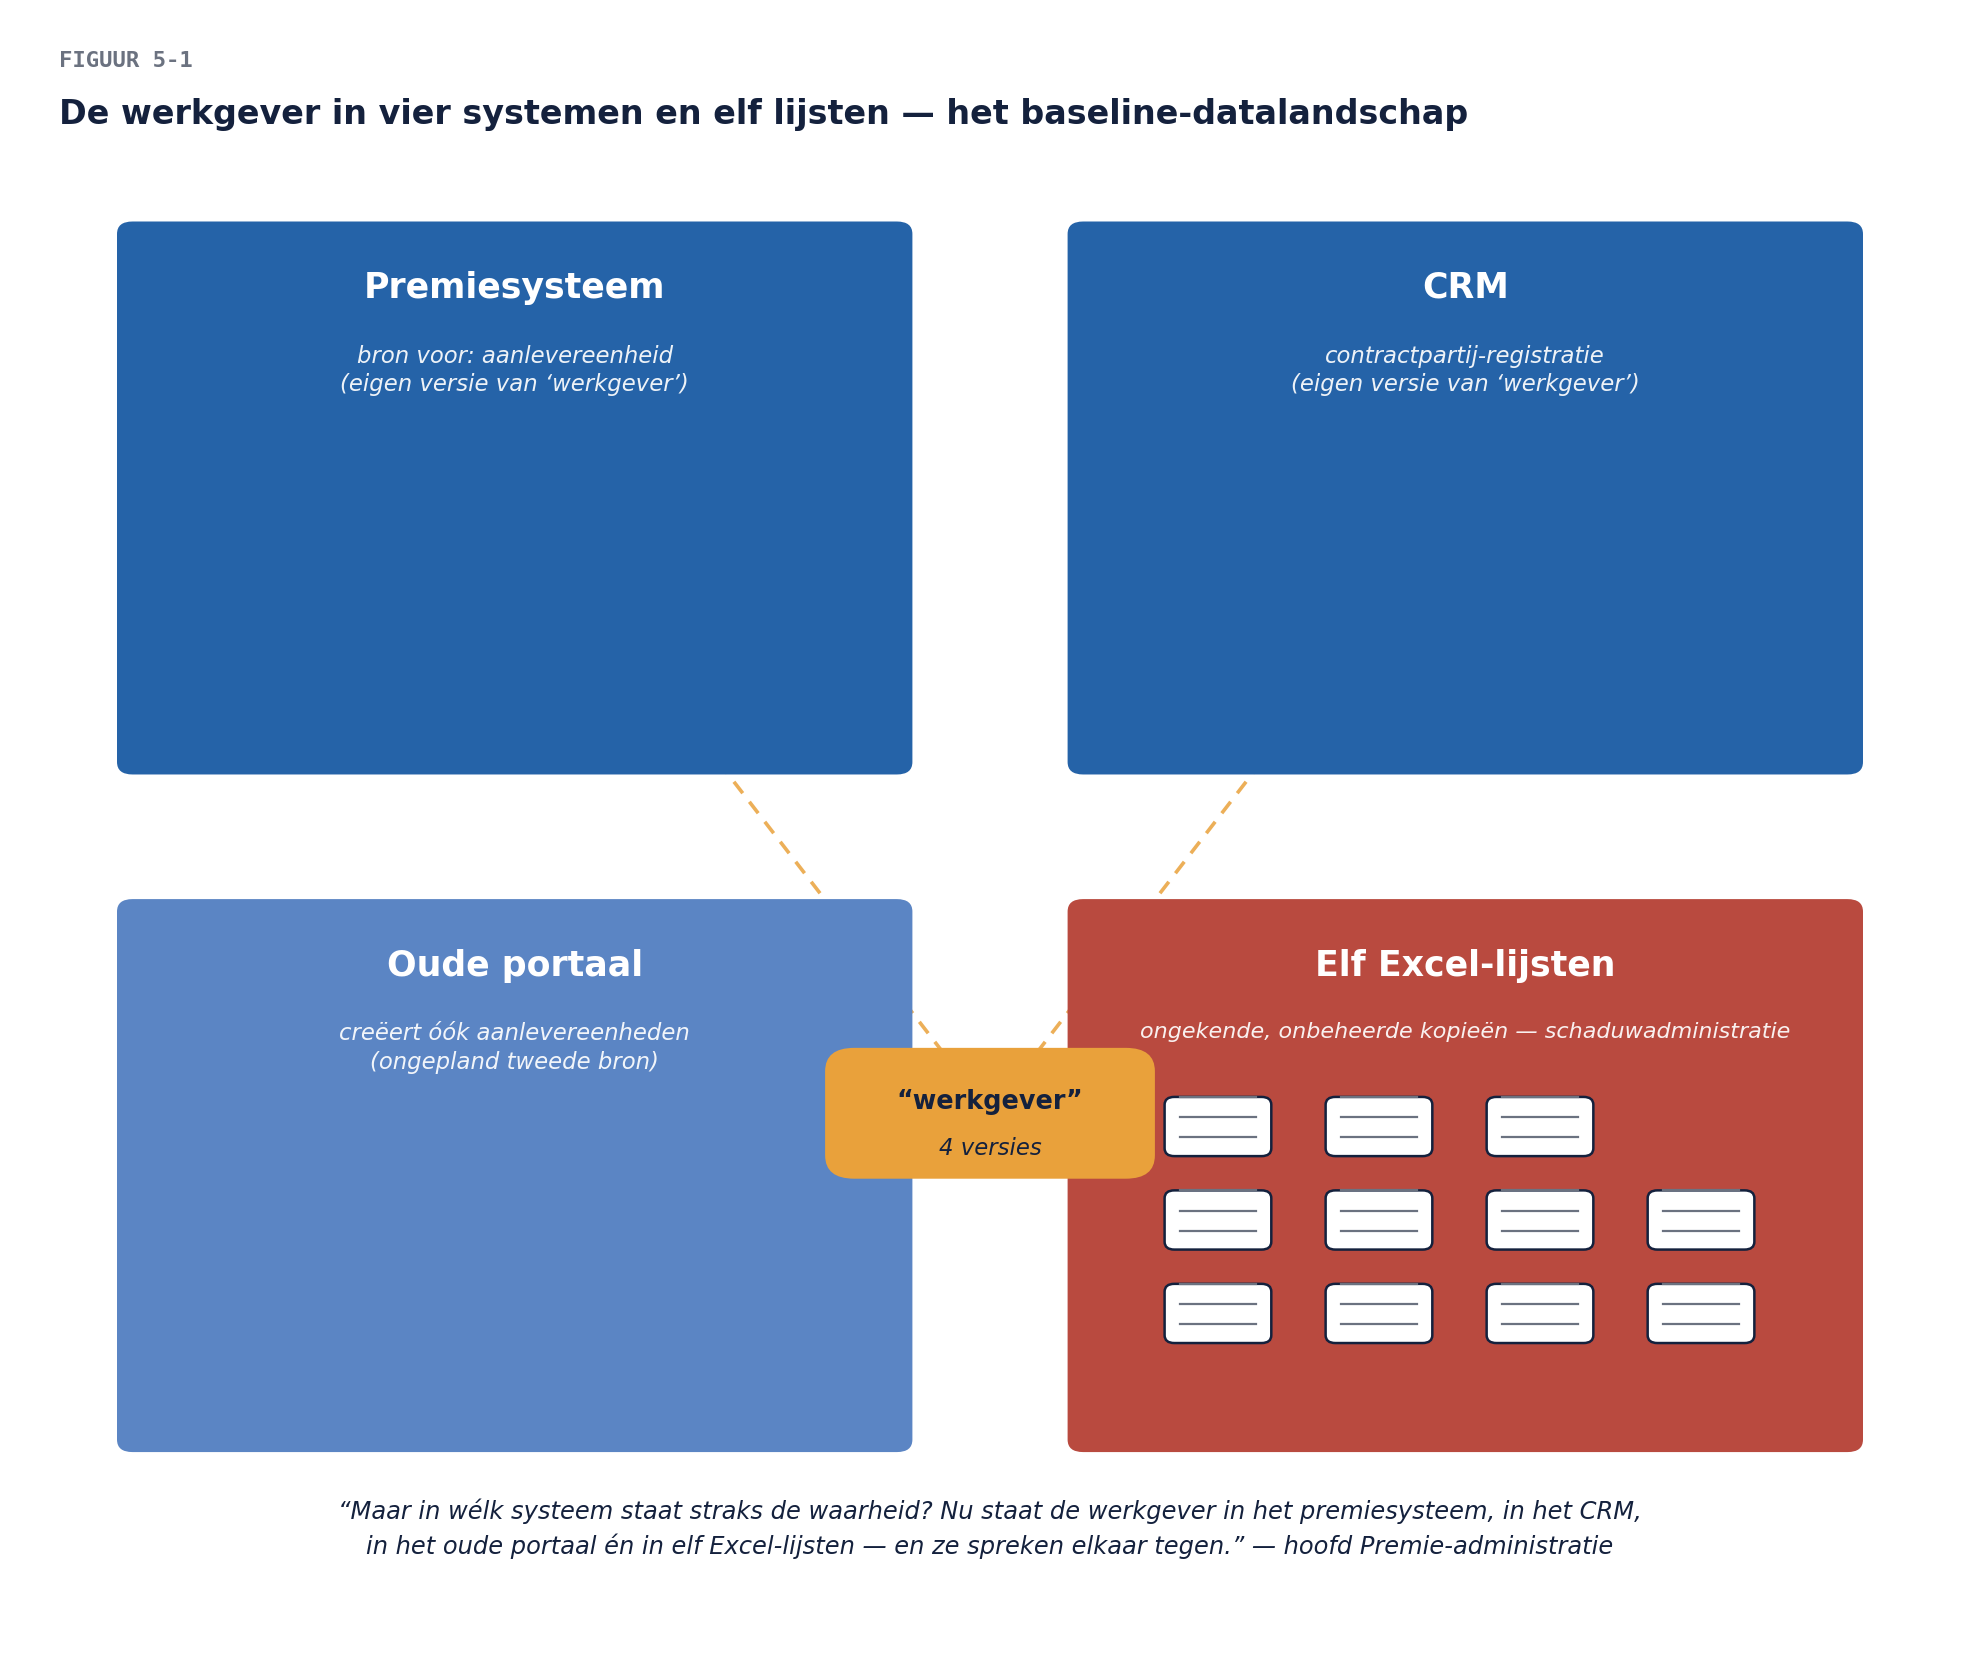 FIGUUR 5-1
De werkgever in vier systemen en elf lijsten — het baseline-datalandschap
Premiesysteem
bron voor: aanlevereenheid
(eigen versie van ‘werkgever’)
CRM
contractpartij-registratie
(eigen versie van ‘werkgever’)
Oude portaal
creëert óók aanlevereenheden
(ongepland tweede bron)
Elf Excel-lijsten
ongekende, onbeheerde kopieën — schaduwadministratie
“werkgever”
4 versies
“Maar in wélk systeem staat straks de waarheid? Nu staat de werkgever in het premiesysteem, in het CRM,
in het oude portaal én in elf Excel-lijsten — en ze spreken elkaar tegen.” — hoofd Premie-administratie